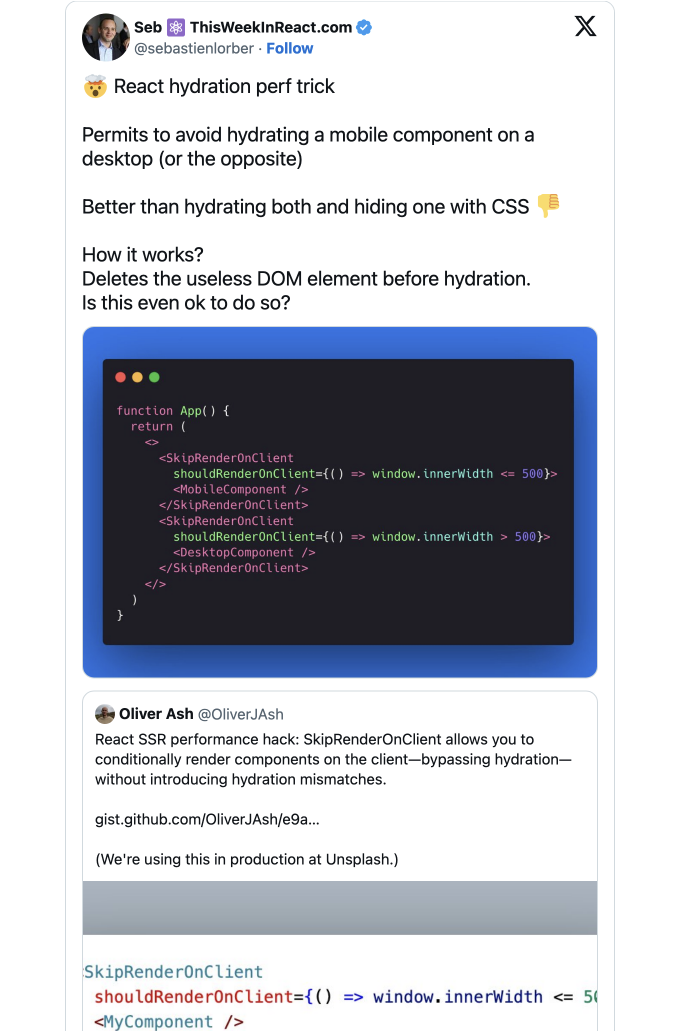 Seb ⚛️ ThisWeekInReact.com
@sebastienlorber · Follow
🤯 React hydration perf trick
Permits to avoid hydrating a mobile component on a
desktop (or the opposite)
Better than hydrating both and hiding one with CSS 👎
How it works?
Deletes the useless DOM element before hydration.
Is this even ok to do so?
function App() {
  return (
    <>
      <SkipRenderOnClient
        shouldRenderOnClient={() => window.innerWidth <= 500}>
        <MobileComponent />
      </SkipRenderOnClient>
      <SkipRenderOnClient
        shouldRenderOnClient={() => window.innerWidth > 500}>
        <DesktopComponent />
      </SkipRenderOnClient>
    </>
  )
}
Oliver Ash @OliverJAsh
React SSR performance hack: SkipRenderOnClient allows you to
conditionally render components on the client—bypassing hydration—
without introducing hydration mismatches.
gist.github.com/OliverJAsh/e9a…
(We're using this in production at Unsplash.)
SkipRenderOnClient
shouldRenderOnClient={() => window.innerWidth <=
<MyComponent />